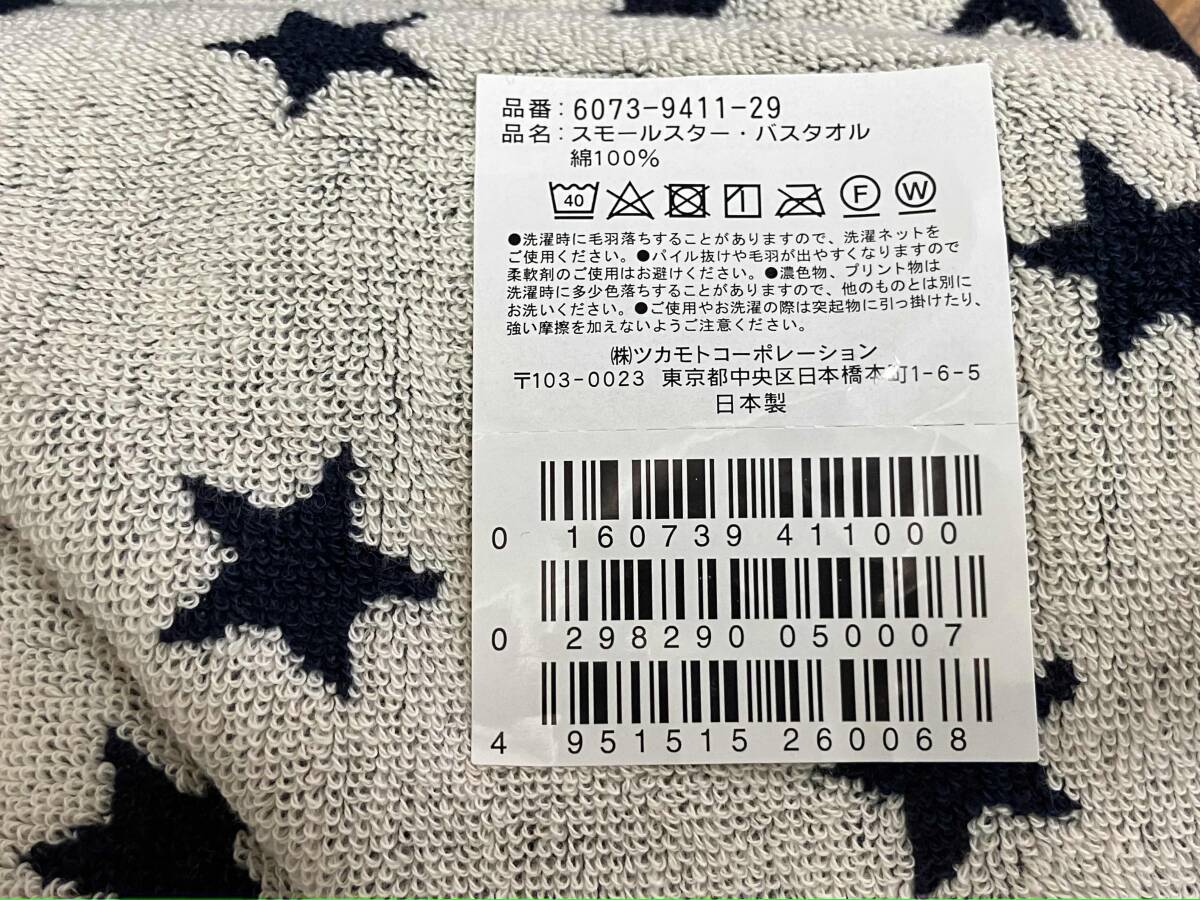 品番:6073-9411-29
品名:スモールスター・バスタオル
綿100%
40 F W
●洗濯時に毛羽落ちすることがありますので、洗濯ネットを
ご使用ください。●パイル抜けや毛羽が出やすくなりますので
柔軟剤のご使用はお避けください。●濃色物、プリント物は
洗濯時に多少色落ちすることがありますので、他のものとは別に
お洗いください。●ご使用やお洗濯の際は突起物に引っ掛けたり、
強い摩擦を加えないようご注意ください。
㈱ツカモトコーポレーション
〒103-0023 東京都中央区日本橋本町1-6-5
日本製
0 160739 411000
0 298290 050007
4 951515 260068